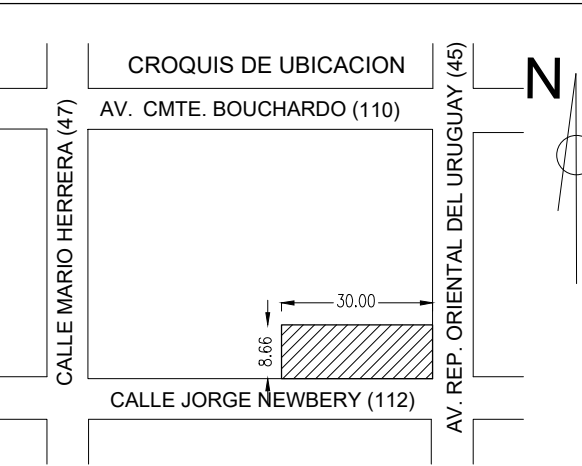 CROQUIS DE UBICACION
N
AV. CMTE. BOUCHARDO (110)
CALLE MARIO HERRERA (47)
AV. REP. ORIENTAL DEL URUGUAY (45)
30.00
8.66
CALLE JORGE NEWBERY (112)